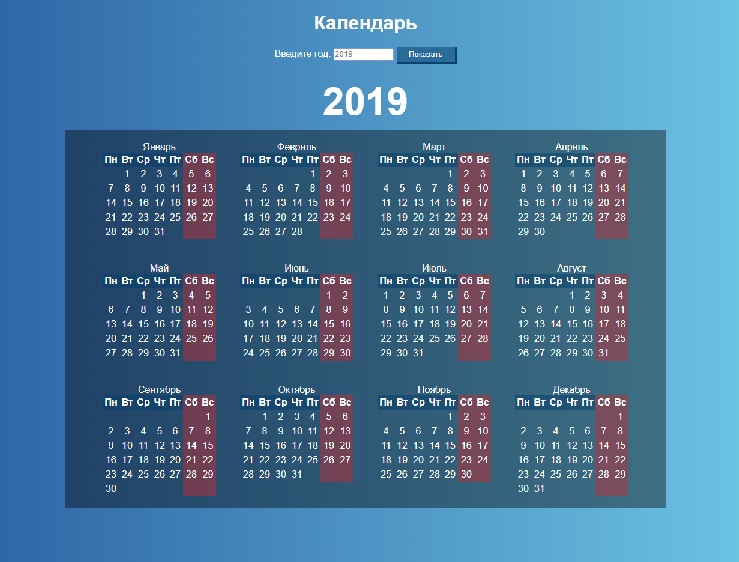 Календарь
Введите год: 2019 Показать
2019
Январь
Пн Вт Ср Чт Пт Сб Вс
1 2 3 4 5 6
7 8 9 10 11 12 13
14 15 16 17 18 19 20
21 22 23 24 25 26 27
28 29 30 31
Февраль
Пн Вт Ср Чт Пт Сб Вс
1 2 3
4 5 6 7 8 9 10
11 12 13 14 15 16 17
18 19 20 21 22 23 24
25 26 27 28
Март
Пн Вт Ср Чт Пт Сб Вс
1 2 3
4 5 6 7 8 9 10
11 12 13 14 15 16 17
18 19 20 21 22 23 24
25 26 27 28 29 30 31
Апрель
Пн Вт Ср Чт Пт Сб Вс
1 2 3 4 5 6 7
8 9 10 11 12 13 14
15 16 17 18 19 20 21
22 23 24 25 26 27 28
29 30
Май
Пн Вт Ср Чт Пт Сб Вс
1 2 3 4 5
6 7 8 9 10 11 12
13 14 15 16 17 18 19
20 21 22 23 24 25 26
27 28 29 30 31
Июнь
Пн Вт Ср Чт Пт Сб Вс
1 2
3 4 5 6 7 8 9
10 11 12 13 14 15 16
17 18 19 20 21 22 23
24 25 26 27 28 29 30
Июль
Пн Вт Ср Чт Пт Сб Вс
1 2 3 4 5 6 7
8 9 10 11 12 13 14
15 16 17 18 19 20 21
22 23 24 25 26 27 28
29 30 31
Август
Пн Вт Ср Чт Пт Сб Вс
1 2 3 4
5 6 7 8 9 10 11
12 13 14 15 16 17 18
19 20 21 22 23 24 25
26 27 28 29 30 31
Сентябрь
Пн Вт Ср Чт Пт Сб Вс
1
2 3 4 5 6 7 8
9 10 11 12 13 14 15
16 17 18 19 20 21 22
23 24 25 26 27 28 29
30
Октябрь
Пн Вт Ср Чт Пт Сб Вс
1 2 3 4 5 6
7 8 9 10 11 12 13
14 15 16 17 18 19 20
21 22 23 24 25 26 27
28 29 30 31
Ноябрь
Пн Вт Ср Чт Пт Сб Вс
1 2 3
4 5 6 7 8 9 10
11 12 13 14 15 16 17
18 19 20 21 22 23 24
25 26 27 28 29 30
Декабрь
Пн Вт Ср Чт Пт Сб Вс
1
2 3 4 5 6 7 8
9 10 11 12 13 14 15
16 17 18 19 20 21 22
23 24 25 26 27 28 29
30 31